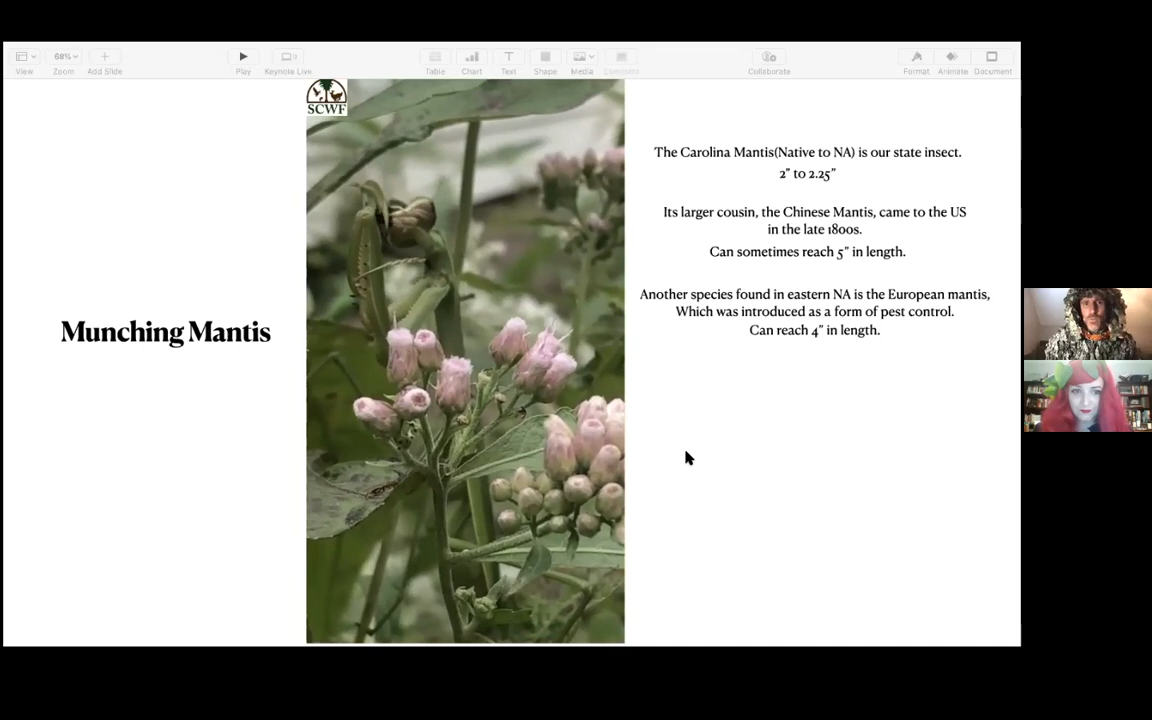 68%
View
Zoom
Add Slide
Play
Keynote Live
Table
Chart
Text
Shape
Media
Comment
Collaborate
Format
Animate
Document
SCWF
Munching Mantis
The Carolina Mantis(Native to NA) is our state insect.
2" to 2.25"
Its larger cousin, the Chinese Mantis, came to the US
in the late 1800s.
Can sometimes reach 5" in length.
Another species found in eastern NA is the European mantis,
Which was introduced as a form of pest control.
Can reach 4" in length.